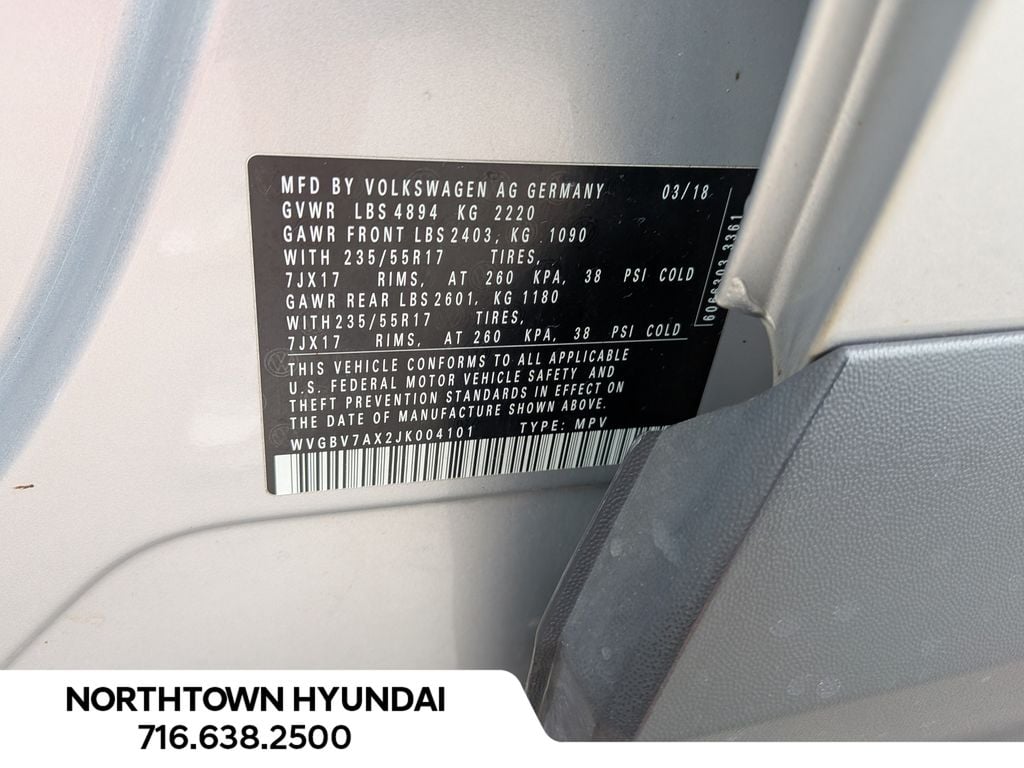 MFD BY VOLKSWAGEN AG GERMANY 03/18
GVWR LBS 4894 KG 2220
GAWR FRONT LBS 2403, KG 1090
WITH 235/55R17 TIRES,
7JX17 RIMS, AT 260 KPA, 38 PSI COLD
GAWR REAR LBS 2601, KG 1180
WITH 235/55R17 TIRES,
7JX17 RIMS, AT 260 KPA, 38 PSI COLD
THIS VEHICLE CONFORMS TO ALL APPLICABLE
U.S. FEDERAL MOTOR VEHICLE SAFETY AND
THEFT PREVENTION STANDARDS IN EFFECT ON
THE DATE OF MANUFACTURE SHOWN ABOVE.
WVGBV7AX2JK004101 TYPE: MPV
6066303 3361
NORTHTOWN HYUNDAI
716.638.2500